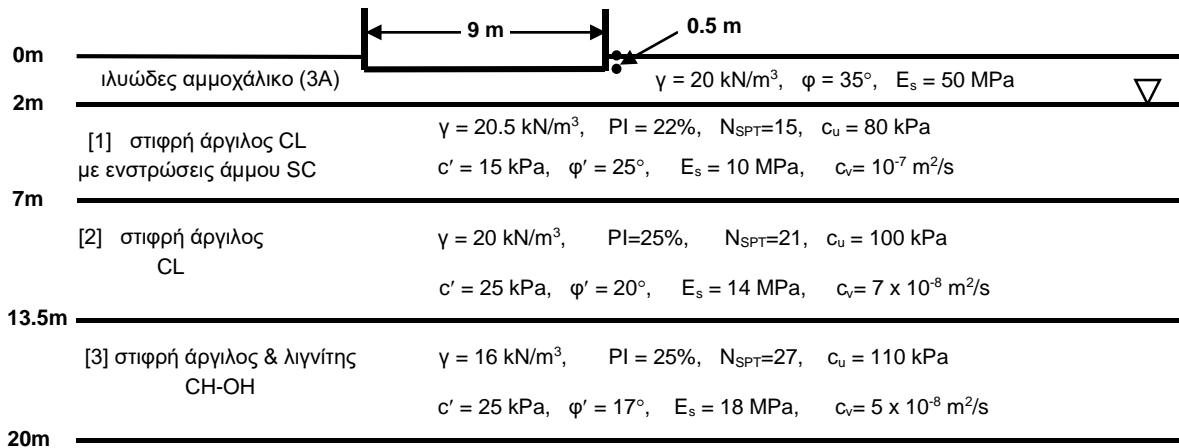 9 m
0.5 m
0m
ιλυώδες αμμοχάλικο (3Α)
γ = 20 kN/m³, φ = 35°, Eₛ = 50 MPa
2m
[1] στιφρή άργιλος CL
με ενστρώσεις άμμου SC
γ = 20.5 kN/m³, PI = 22%, N_SPT=15, cᵤ = 80 kPa
c′ = 15 kPa, φ′ = 25°, Eₛ = 10 MPa, cᵥ= 10⁻⁷ m²/s
7m
[2] στιφρή άργιλος
CL
γ = 20 kN/m³, PI=25%, N_SPT=21, cᵤ = 100 kPa
c′ = 25 kPa, φ′ = 20°, Eₛ = 14 MPa, cᵥ= 7 x 10⁻⁸ m²/s
13.5m
[3] στιφρή άργιλος & λιγνίτης
CH-OH
γ = 16 kN/m³, PI = 25%, N_SPT=27, cᵤ = 110 kPa
c′ = 25 kPa, φ′ = 17°, Eₛ = 18 MPa, cᵥ= 5 x 10⁻⁸ m²/s
20m